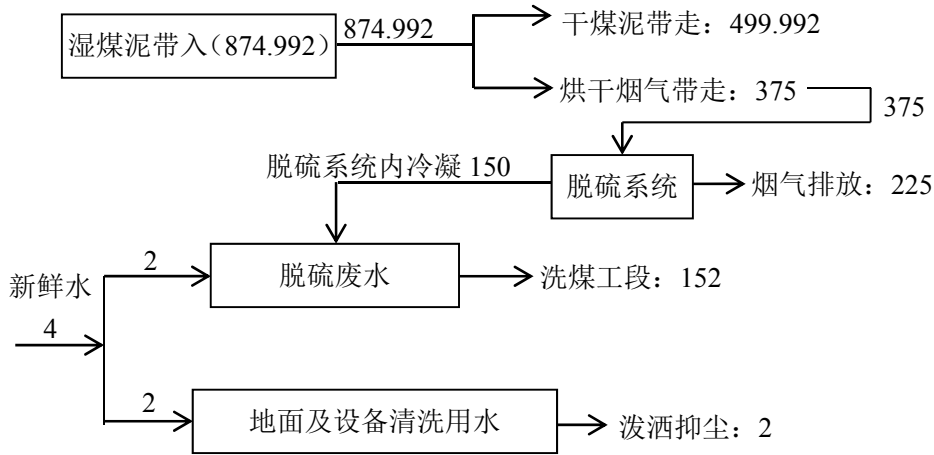 干煤泥带走：499.992
湿煤泥带入（874.992）
874.992
烘干烟气带走：375
375
脱硫系统内冷凝 150
脱硫系统
烟气排放：225
新鲜水
4
2
脱硫废水
洗煤工段：152
2
地面及设备清洗用水
泼洒抑尘：2